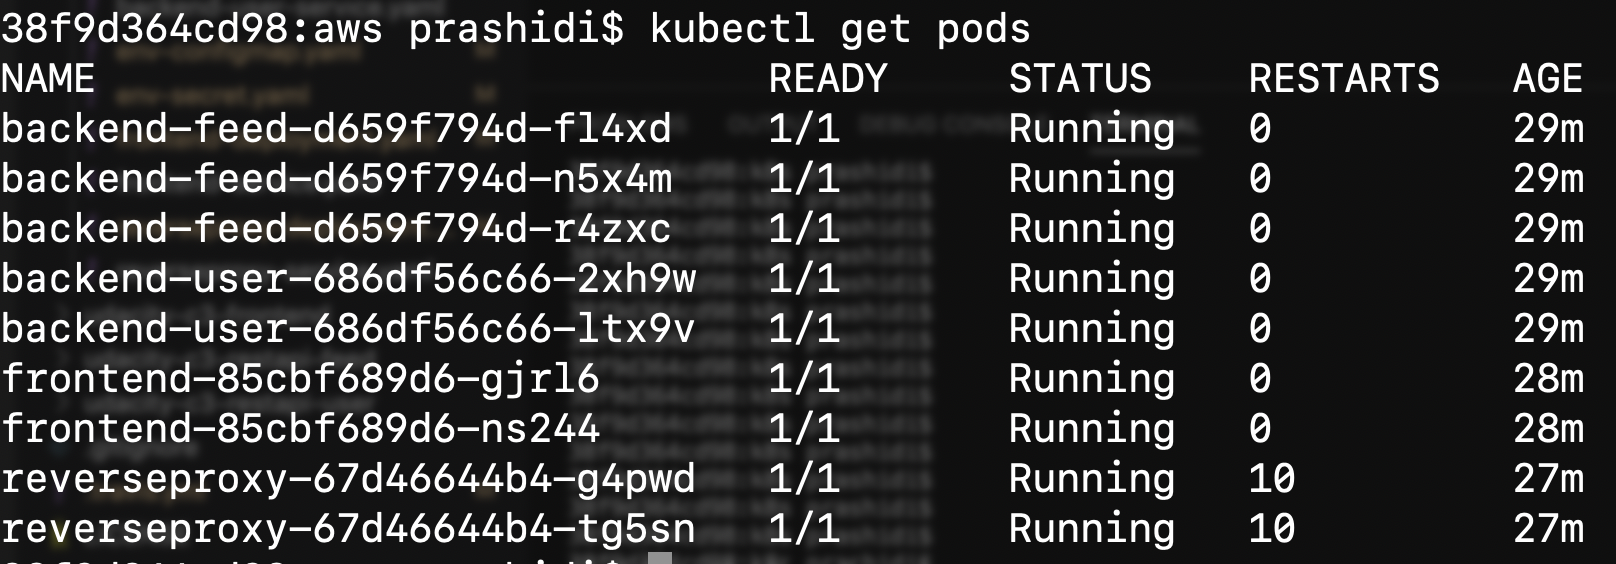 38f9d364cd98:aws prashidi$ kubectl get pods
NAME READY STATUS RESTARTS AGE
backend-feed-d659f794d-fl4xd 1/1 Running 0 29m
backend-feed-d659f794d-n5x4m 1/1 Running 0 29m
backend-feed-d659f794d-r4zxc 1/1 Running 0 29m
backend-user-686df56c66-2xh9w 1/1 Running 0 29m
backend-user-686df56c66-ltx9v 1/1 Running 0 29m
frontend-85cbf689d6-gjrl6 1/1 Running 0 28m
frontend-85cbf689d6-ns244 1/1 Running 0 28m
reverseproxy-67d46644b4-g4pwd 1/1 Running 10 27m
reverseproxy-67d46644b4-tg5sn 1/1 Running 10 27m